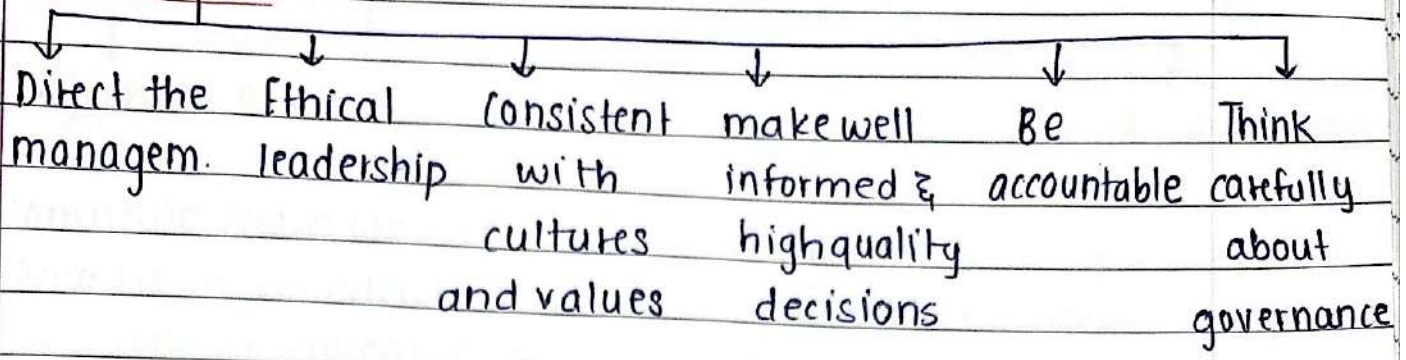 Direct the Ethical Consistent make well Be Think
managem. leadership with informed & accountable carefully
cultures highquality about
and values decisions governance